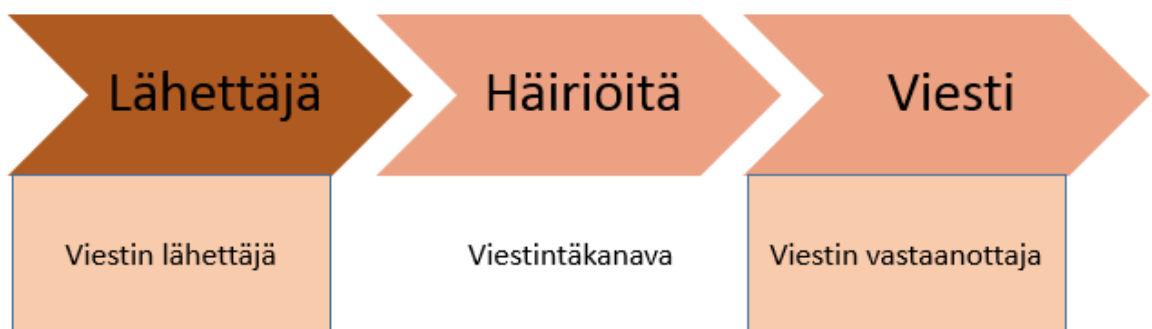 Lähettäjä
Häiriöitä
Viesti
Viestin lähettäjä
Viestintäkanava
Viestin vastaanottaja